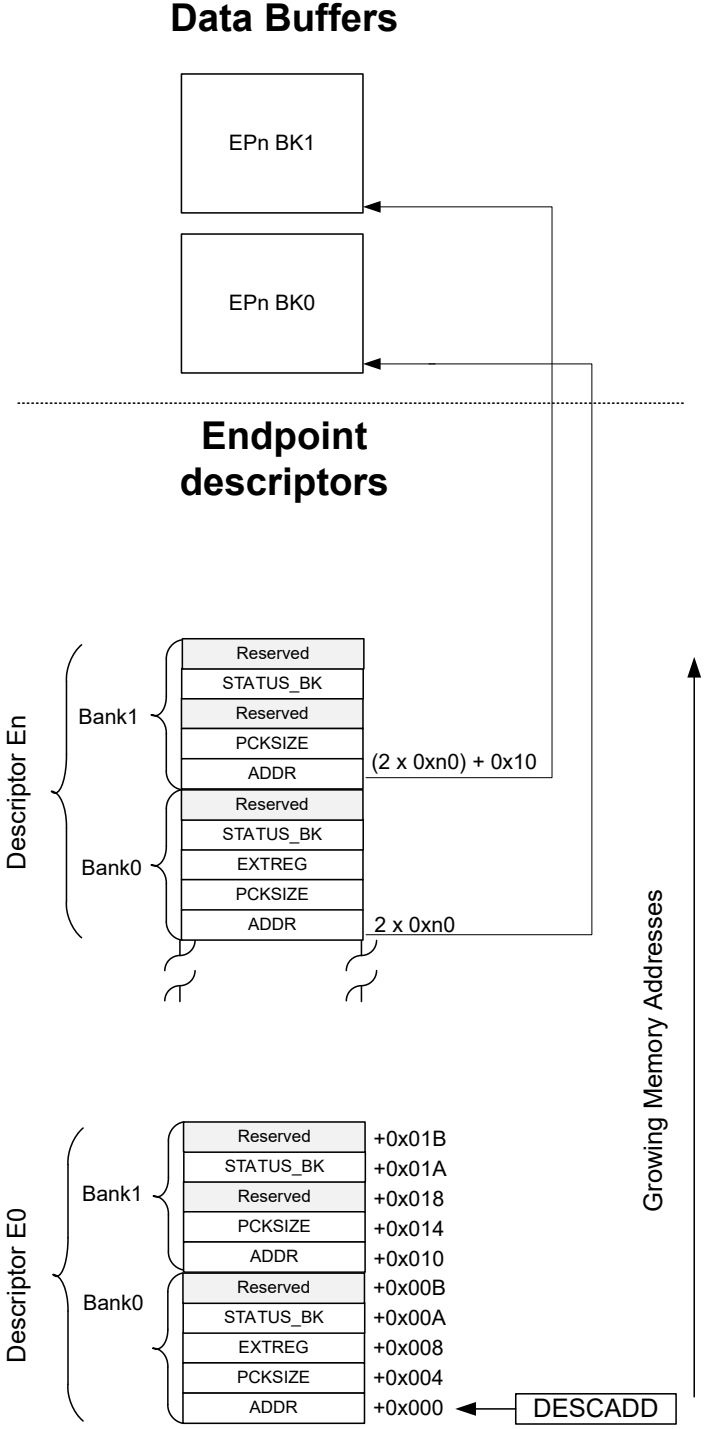 Data Buffers
EPn BK1
EPn BK0
Endpoint
descriptors
Descriptor En
Bank1
Reserved
STATUS_BK
Reserved
PCKSIZE
ADDR (2 x 0xn0) + 0x10
Bank0
Reserved
STATUS_BK
EXTREG
PCKSIZE
ADDR 2 x 0xn0
Growing Memory Addresses
Descriptor E0
Bank1
Reserved +0x01B
STATUS_BK +0x01A
Reserved +0x018
PCKSIZE +0x014
ADDR +0x010
Bank0
Reserved +0x00B
STATUS_BK +0x00A
EXTREG +0x008
PCKSIZE +0x004
ADDR +0x000 DESCADD